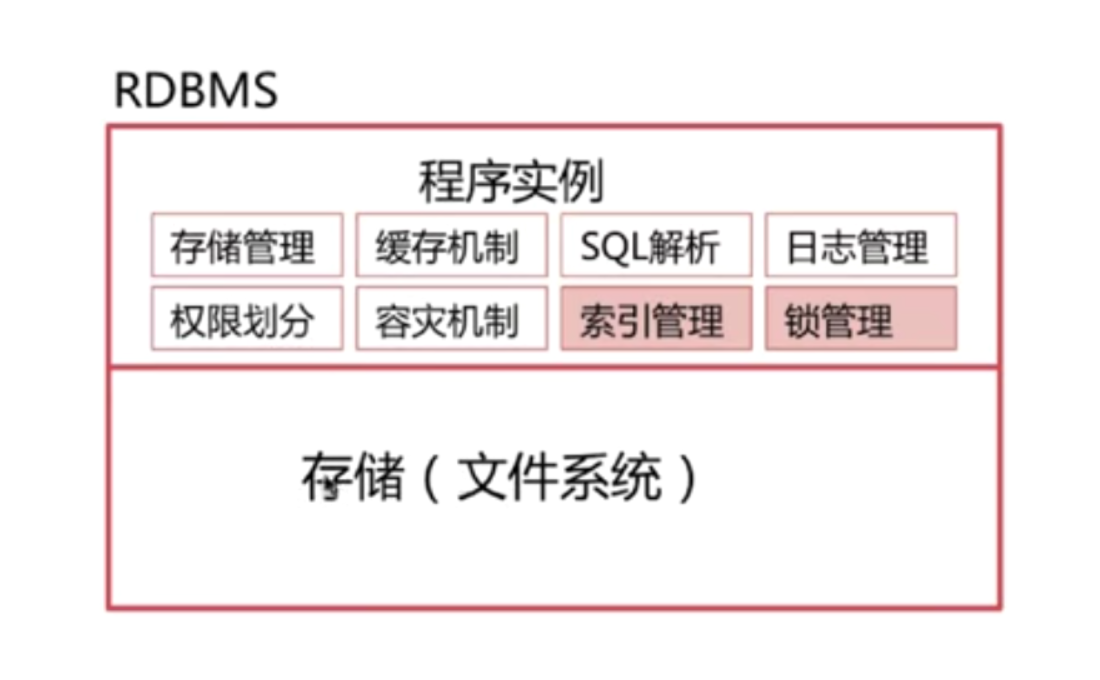 RDBMS
程序实例
存储管理 缓存机制 SQL解析 日志管理
权限划分 容灾机制 索引管理 锁管理
存储（文件系统）